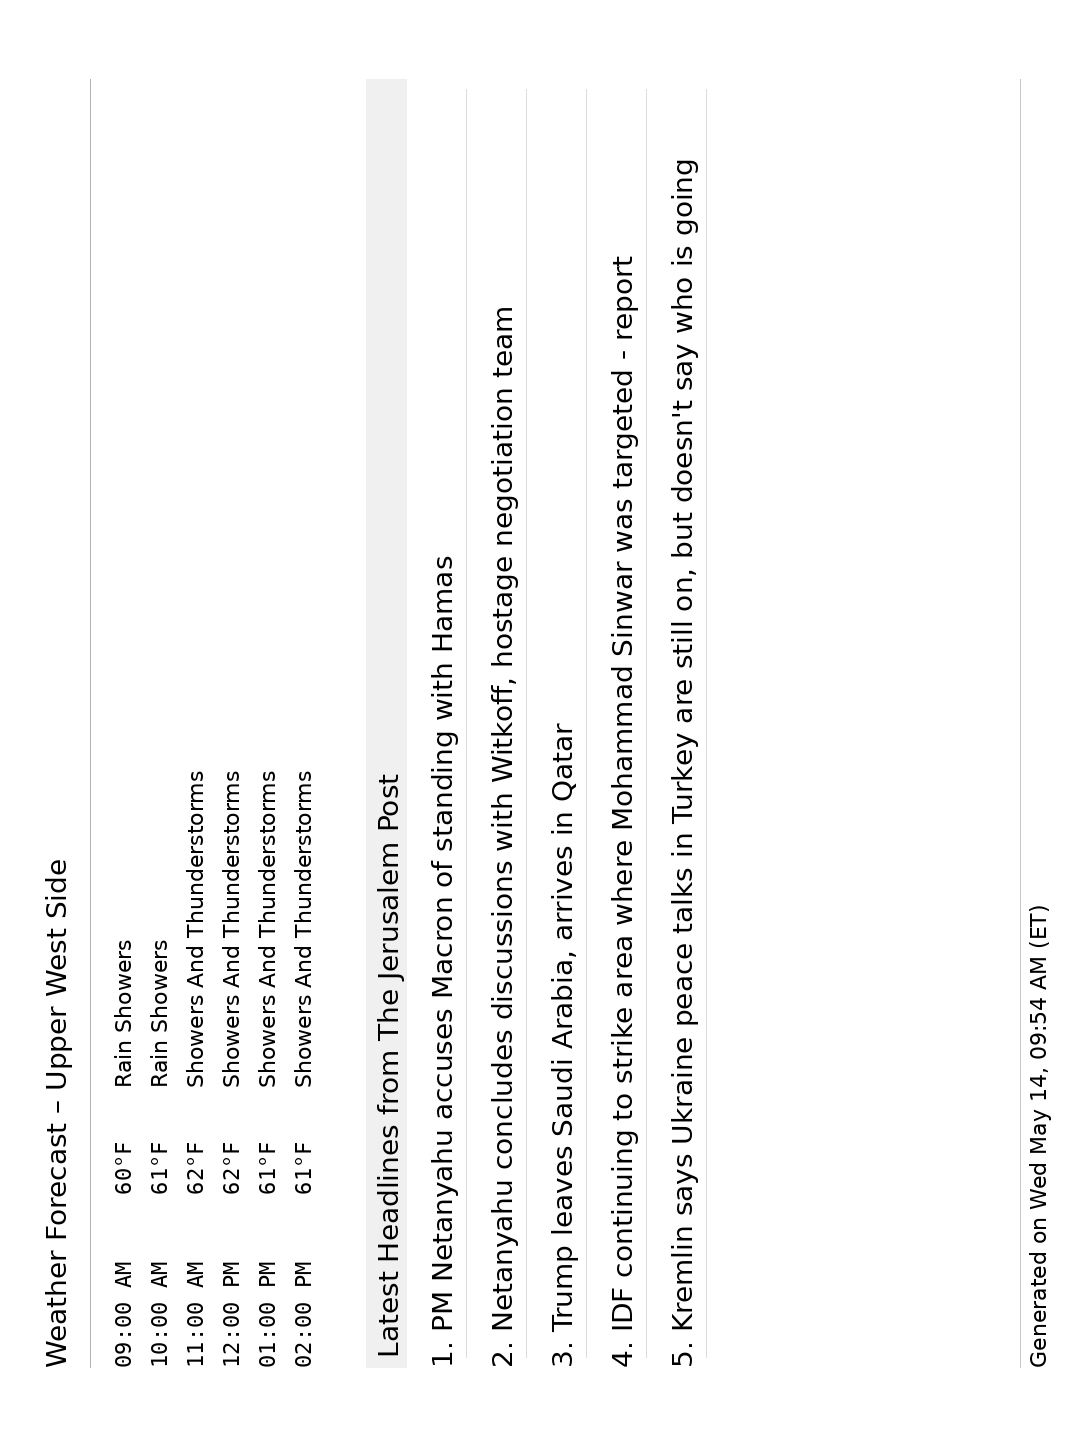 Weather Forecast – Upper West Side
09:00 AM 60°F Rain Showers
10:00 AM 61°F Rain Showers
11:00 AM 62°F Showers And Thunderstorms
12:00 PM 62°F Showers And Thunderstorms
01:00 PM 61°F Showers And Thunderstorms
02:00 PM 61°F Showers And Thunderstorms
Latest Headlines from The Jerusalem Post
1. PM Netanyahu accuses Macron of standing with Hamas
2. Netanyahu concludes discussions with Witkoff, hostage negotiation team
3. Trump leaves Saudi Arabia, arrives in Qatar
4. IDF continuing to strike area where Mohammad Sinwar was targeted - report
5. Kremlin says Ukraine peace talks in Turkey are still on, but doesn't say who is going
Generated on Wed May 14, 09:54 AM (ET)